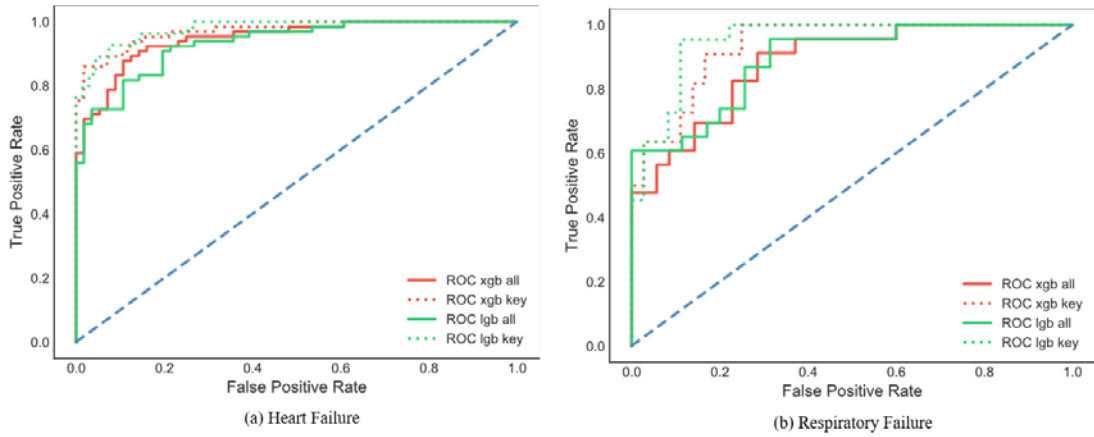 True Positive Rate
1.0
0.8
0.6
0.4
0.2
0.0
0.0 0.2 0.4 0.6 0.8 1.0
False Positive Rate
ROC xgb all
ROC xgb key
ROC lgb all
ROC lgb key
(a) Heart Failure
True Positive Rate
1.0
0.8
0.6
0.4
0.2
0.0
0.0 0.2 0.4 0.6 0.8 1.0
False Positive Rate
ROC xgb all
ROC xgb key
ROC lgb all
ROC lgb key
(b) Respiratory Failure